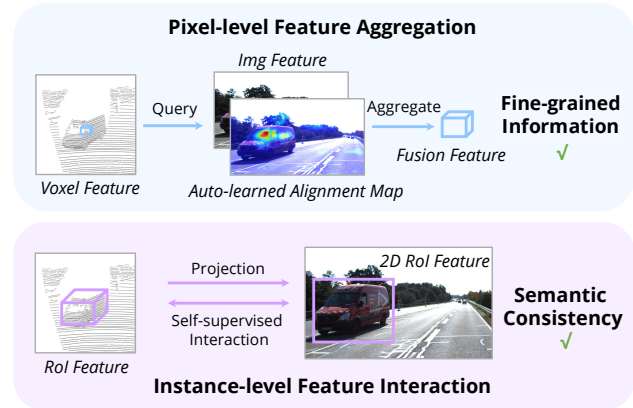 Pixel-level Feature Aggregation
Img Feature
Query
Aggregate
Fine-grained
Information
√
Voxel Feature
Auto-learned Alignment Map
Fusion Feature
Projection
2D RoI Feature
Self-supervised
Interaction
Semantic
Consistency
√
RoI Feature
Instance-level Feature Interaction